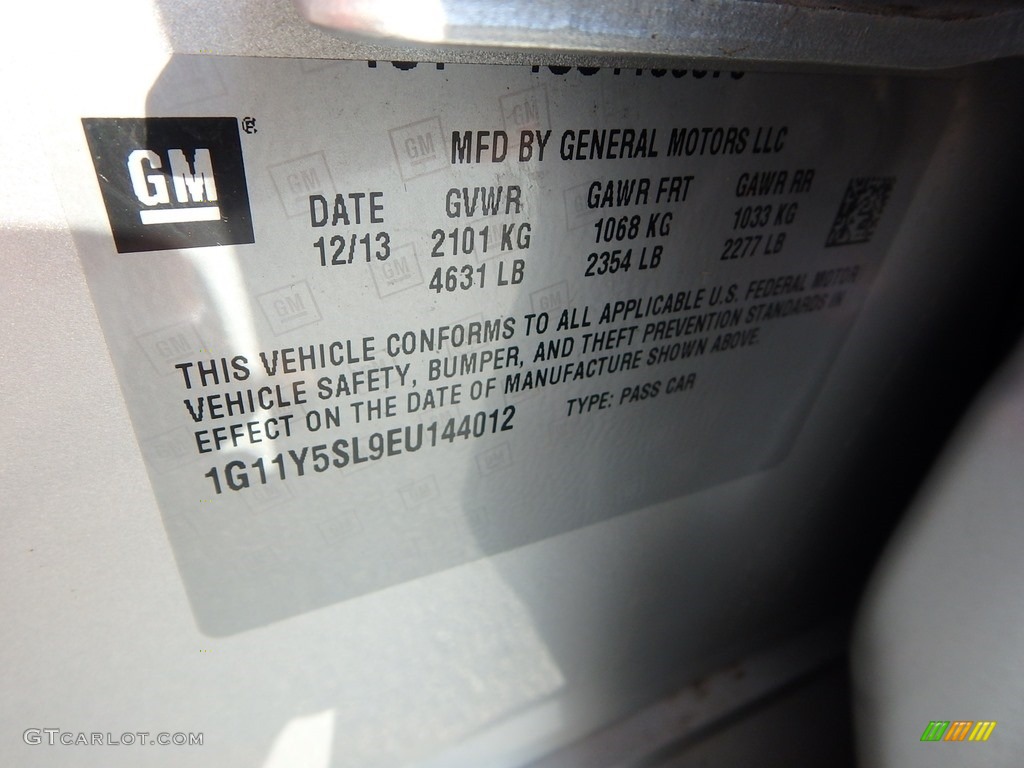 GM
MFD BY GENERAL MOTORS LLC
DATE GVWR GAWR FRT GAWR RR
12/13 2101 KG 1068 KG 1033 KG
4631 LB 2354 LB 2277 LB
THIS VEHICLE CONFORMS TO ALL APPLICABLE U.S. FEDERAL MOTOR
VEHICLE SAFETY, BUMPER, AND THEFT PREVENTION STANDARDS IN
EFFECT ON THE DATE OF MANUFACTURE SHOWN ABOVE.
1G11Y5SL9EU144012 TYPE: PASS CAR
GTCARLOT.COM